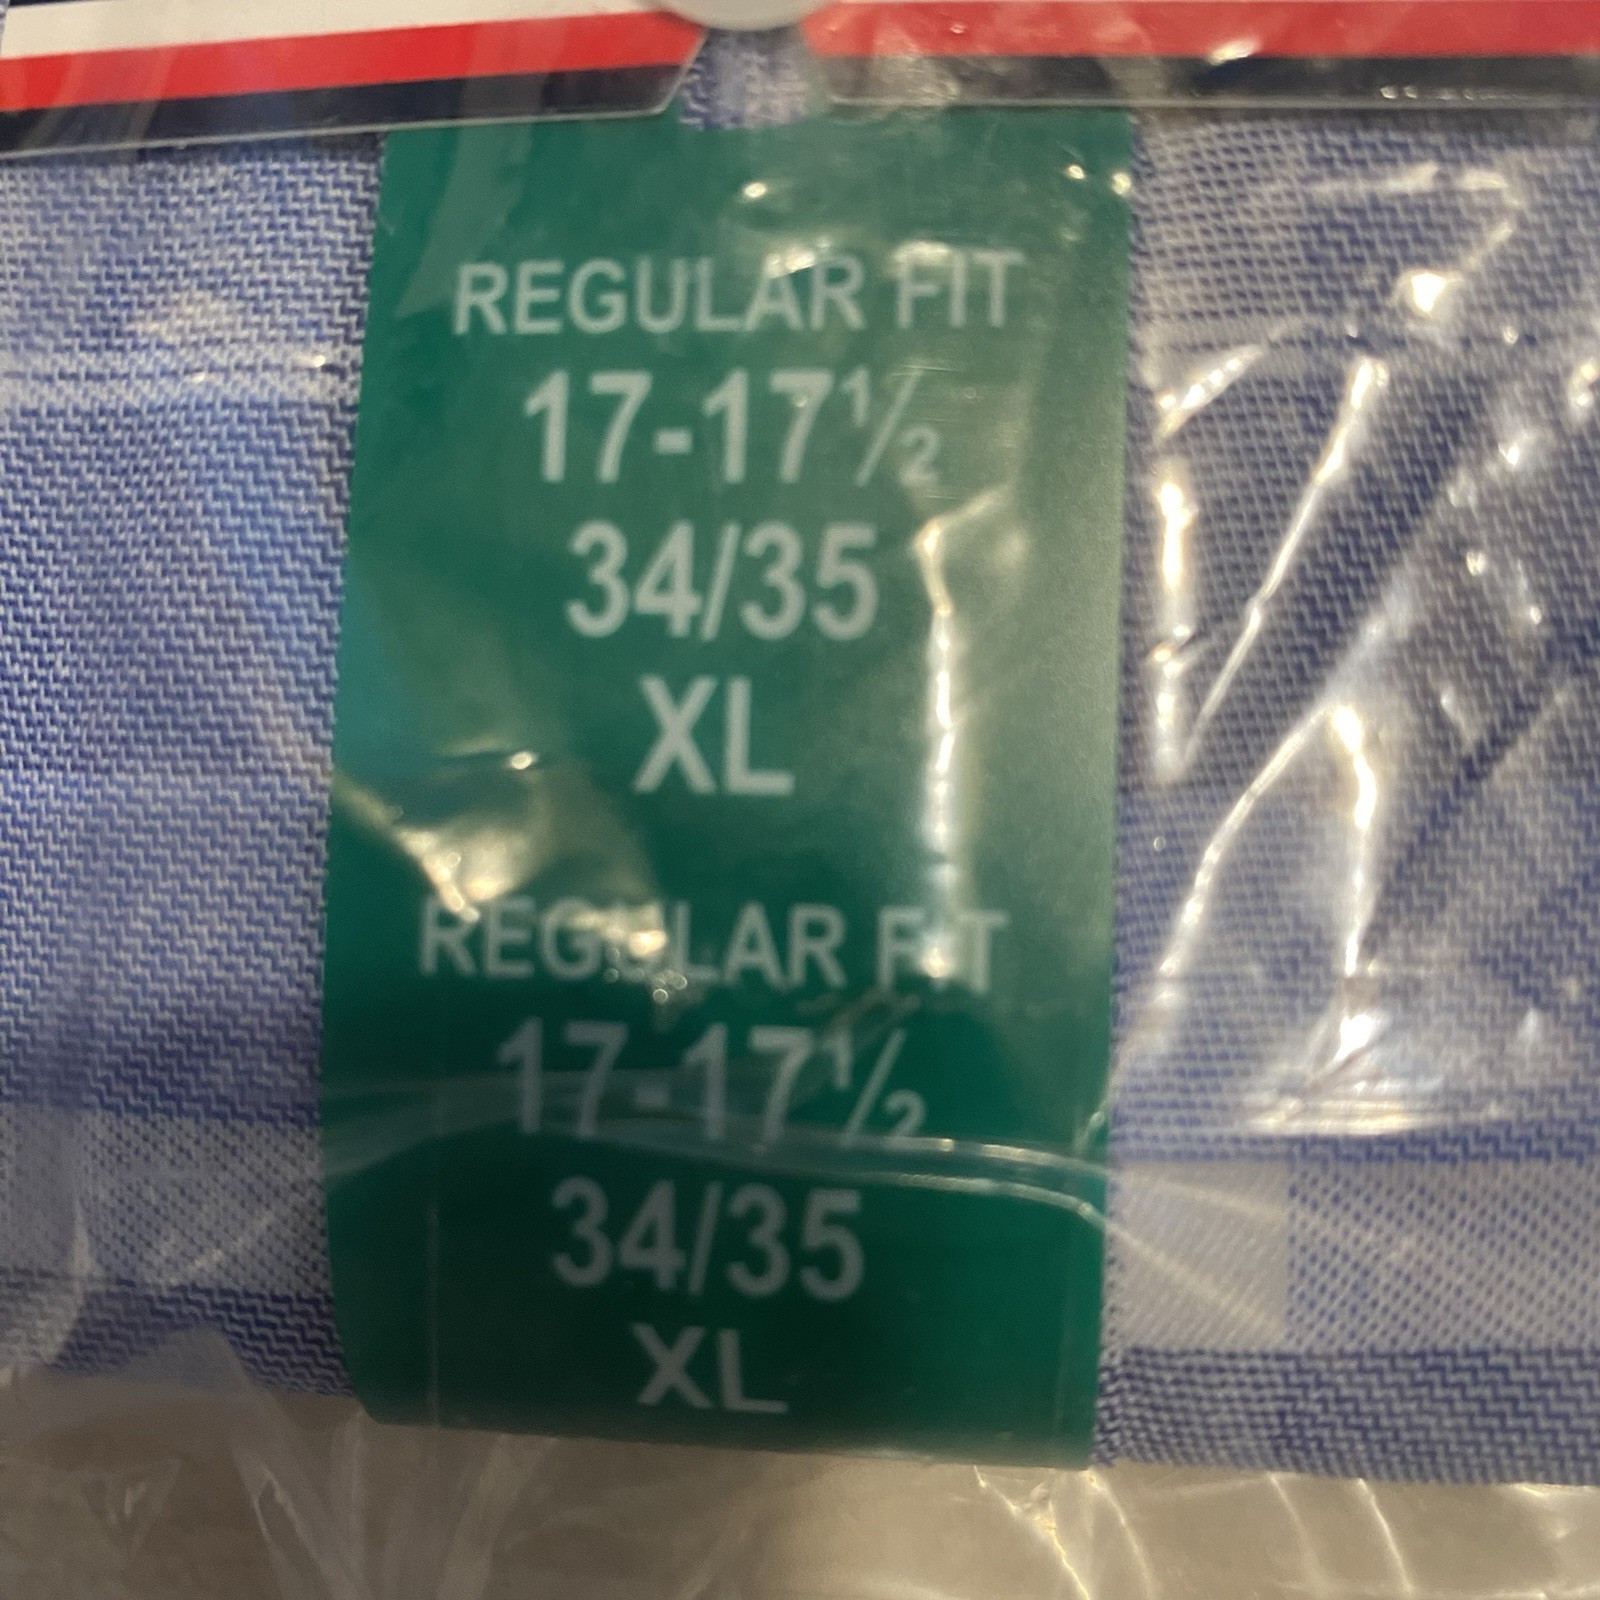 REGULAR FIT
17-17½
34/35
XL
REGULAR FIT
17-17½
34/35
XL